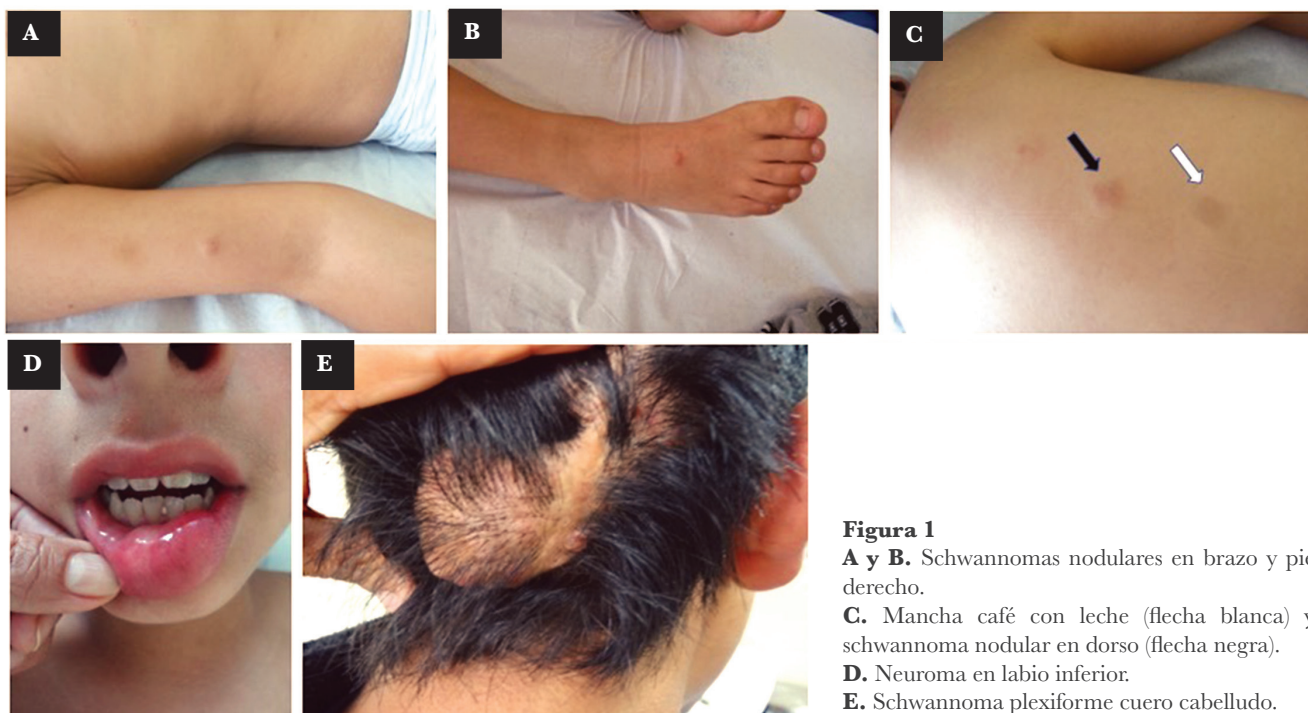 A
B
C
D
E
Figura 1
A y B. Schwannomas nodulares en brazo y pie
derecho.
C. Mancha café con leche (flecha blanca) y
schwannoma nodular en dorso (flecha negra).
D. Neuroma en labio inferior.
E. Schwannoma plexiforme cuero cabelludo.